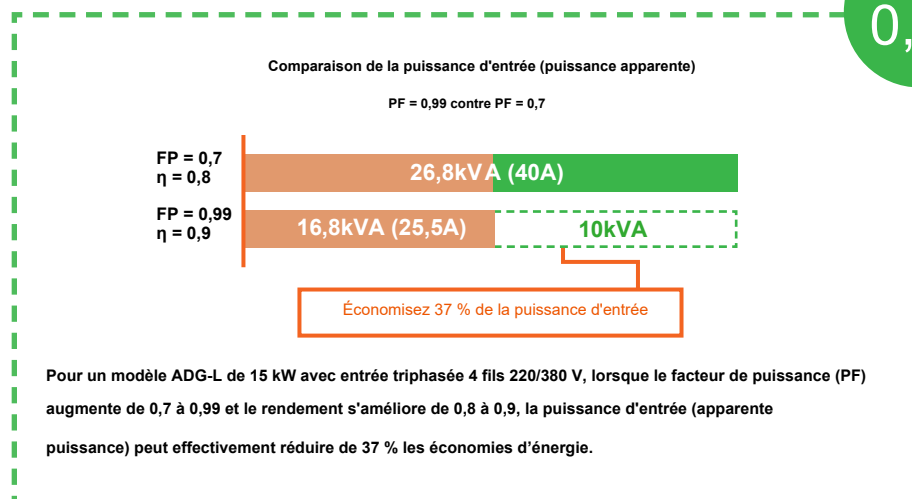 0,
Comparaison de la puissance d'entrée (puissance apparente)
PF = 0,99 contre PF = 0,7
FP = 0,7
η = 0,8
26,8kVA (40A)
FP = 0,99
η = 0,9
16,8kVA (25,5A)
10kVA
Économisez 37 % de la puissance d'entrée
Pour un modèle ADG-L de 15 kW avec entrée triphasée 4 fils 220/380 V, lorsque le facteur de puissance (PF)
augmente de 0,7 à 0,99 et le rendement s'améliore de 0,8 à 0,9, la puissance d'entrée (apparente
puissance) peut effectivement réduire de 37 % les économies d’énergie.